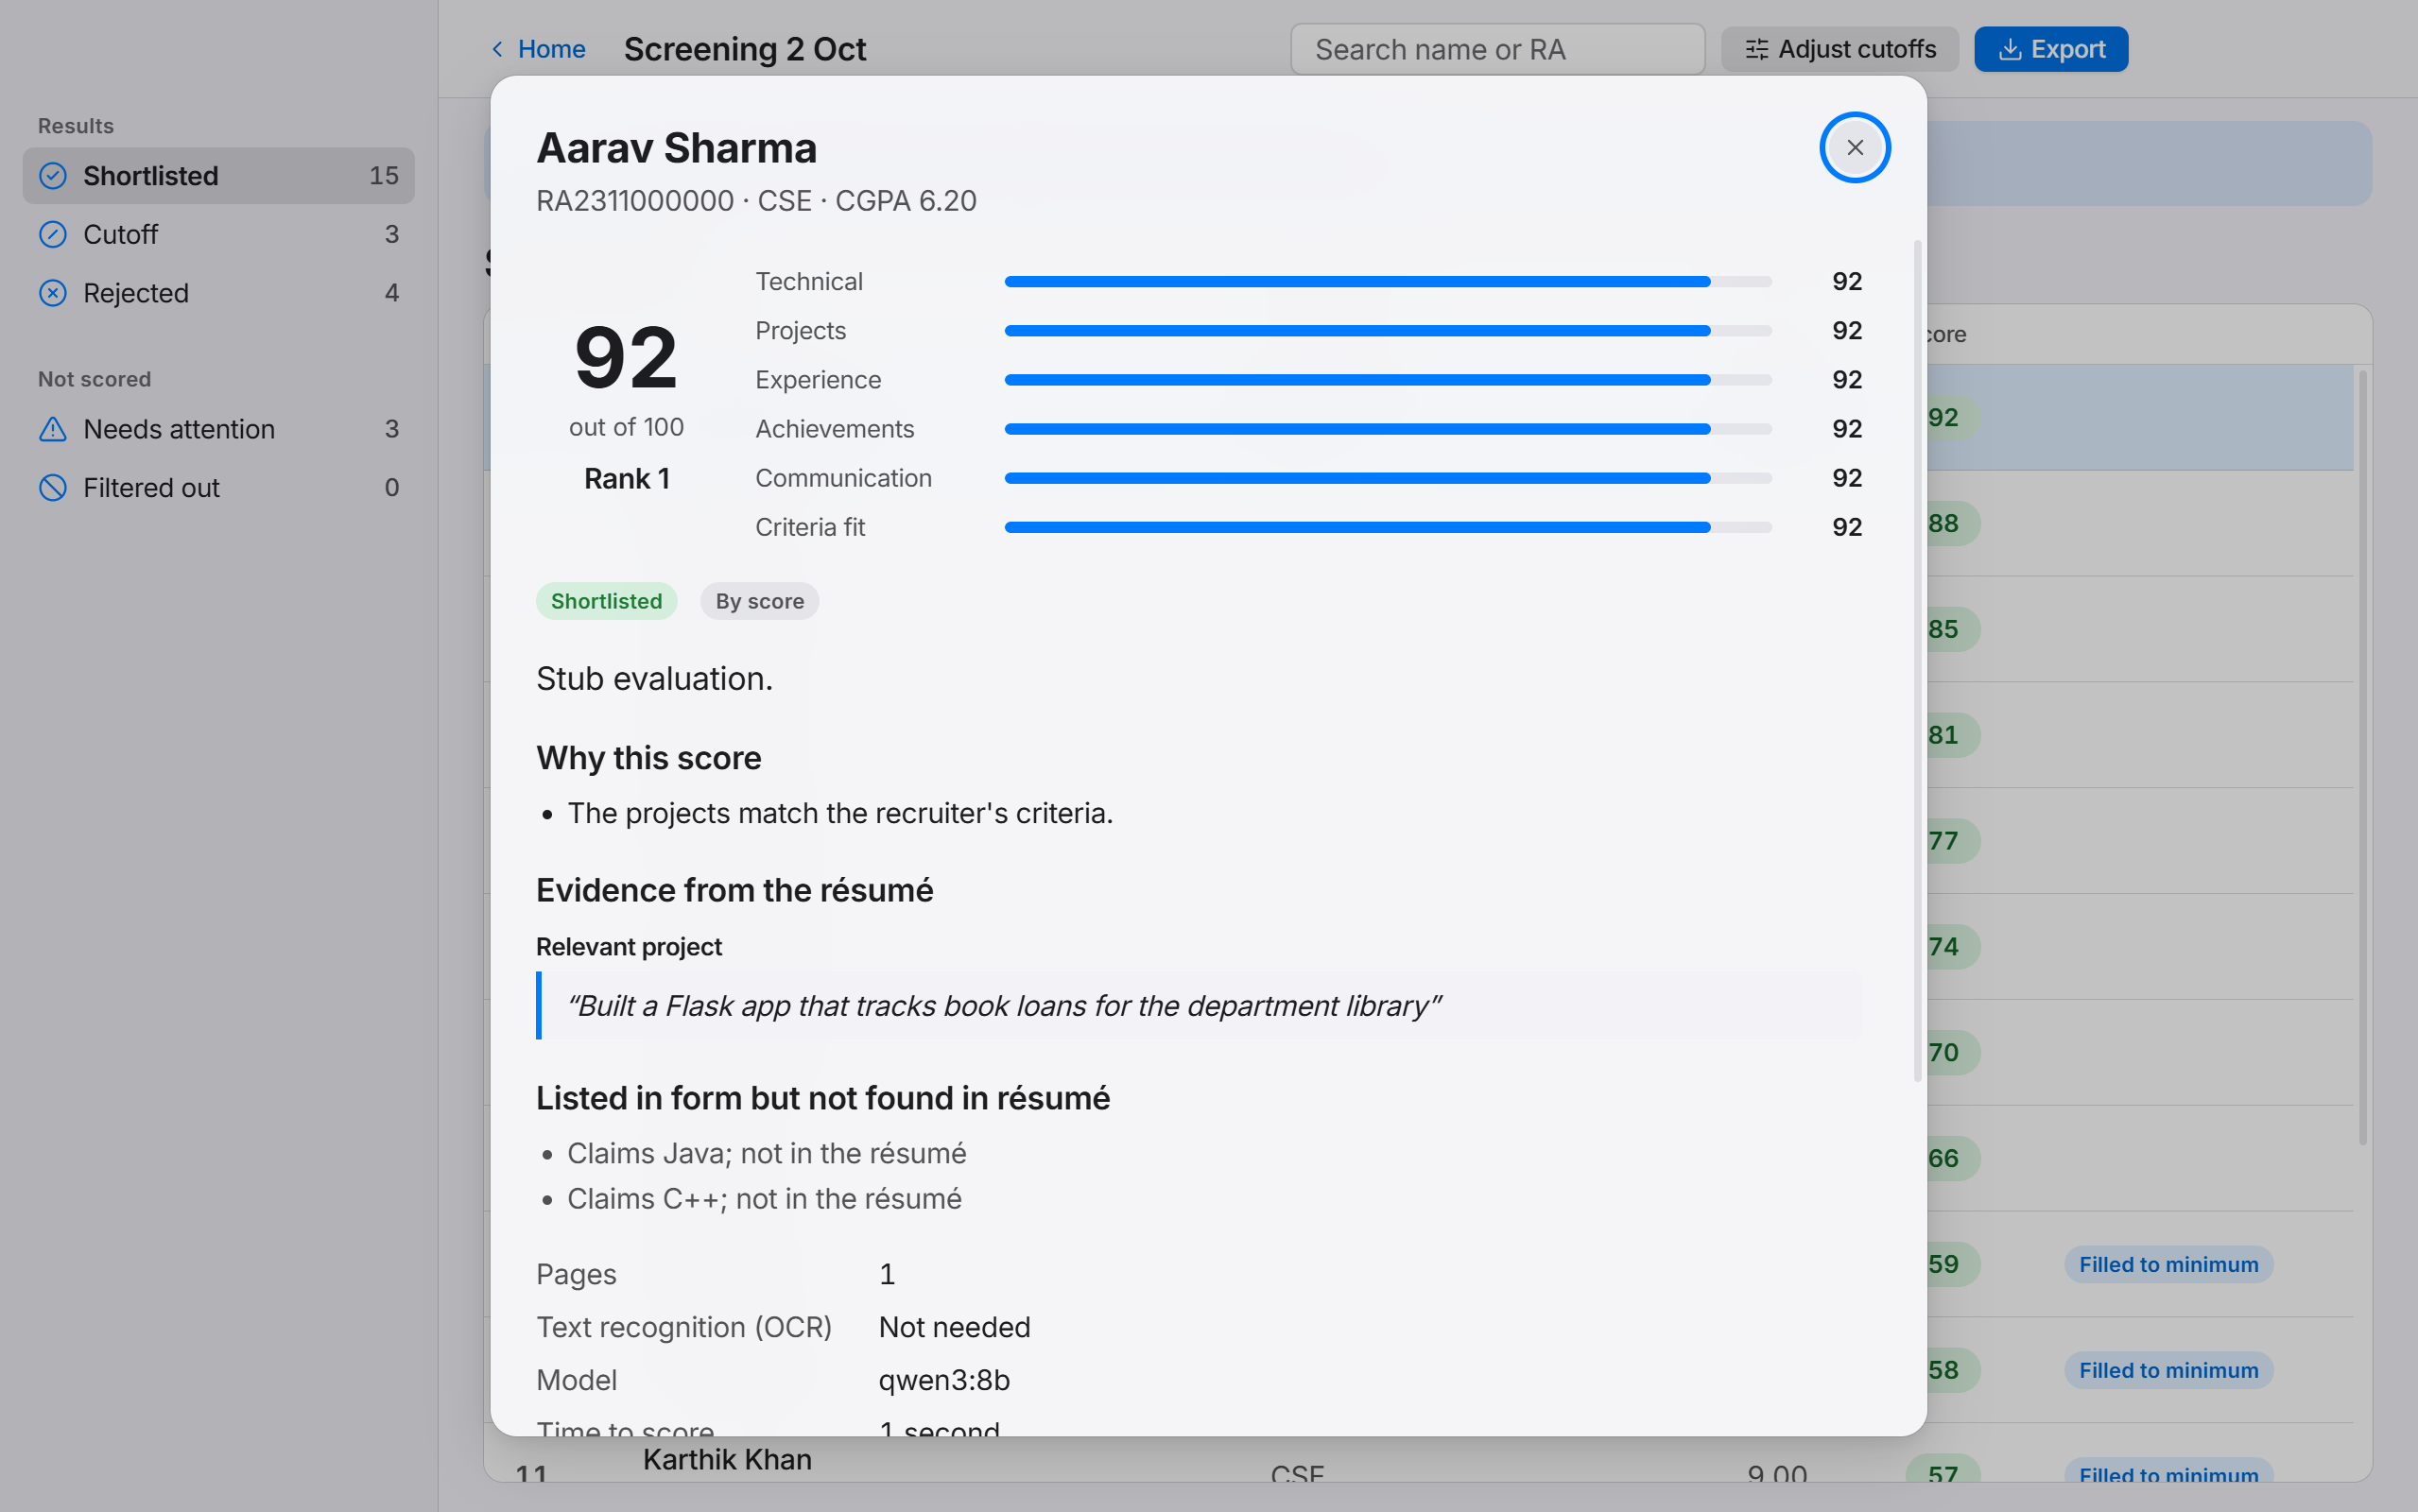 Home
Screening 2 Oct
Search name or RA
Adjust cutoffs
Export
Results
Shortlisted 15
Cutoff 3
Rejected 4
Not scored
Needs attention 3
Filtered out 0
Aarav Sharma
RA2311000000 · CSE · CGPA 6.20
92
out of 100
Rank 1
Technical 92
Projects 92
Experience 92
Achievements 92
Communication 92
Criteria fit 92
Shortlisted By score
Stub evaluation.
Why this score
• The projects match the recruiter's criteria.
Evidence from the résumé
Relevant project
“Built a Flask app that tracks book loans for the department library”
Listed in form but not found in résumé
• Claims Java; not in the résumé
• Claims C++; not in the résumé
Pages 1
Text recognition (OCR) Not needed
Model qwen3:8b
Time to score 1 second
92
88
85
81
77
74
70
66
59 Filled to minimum
58 Filled to minimum
11 Karthik Khan CSE 9.00 57 Filled to minimum